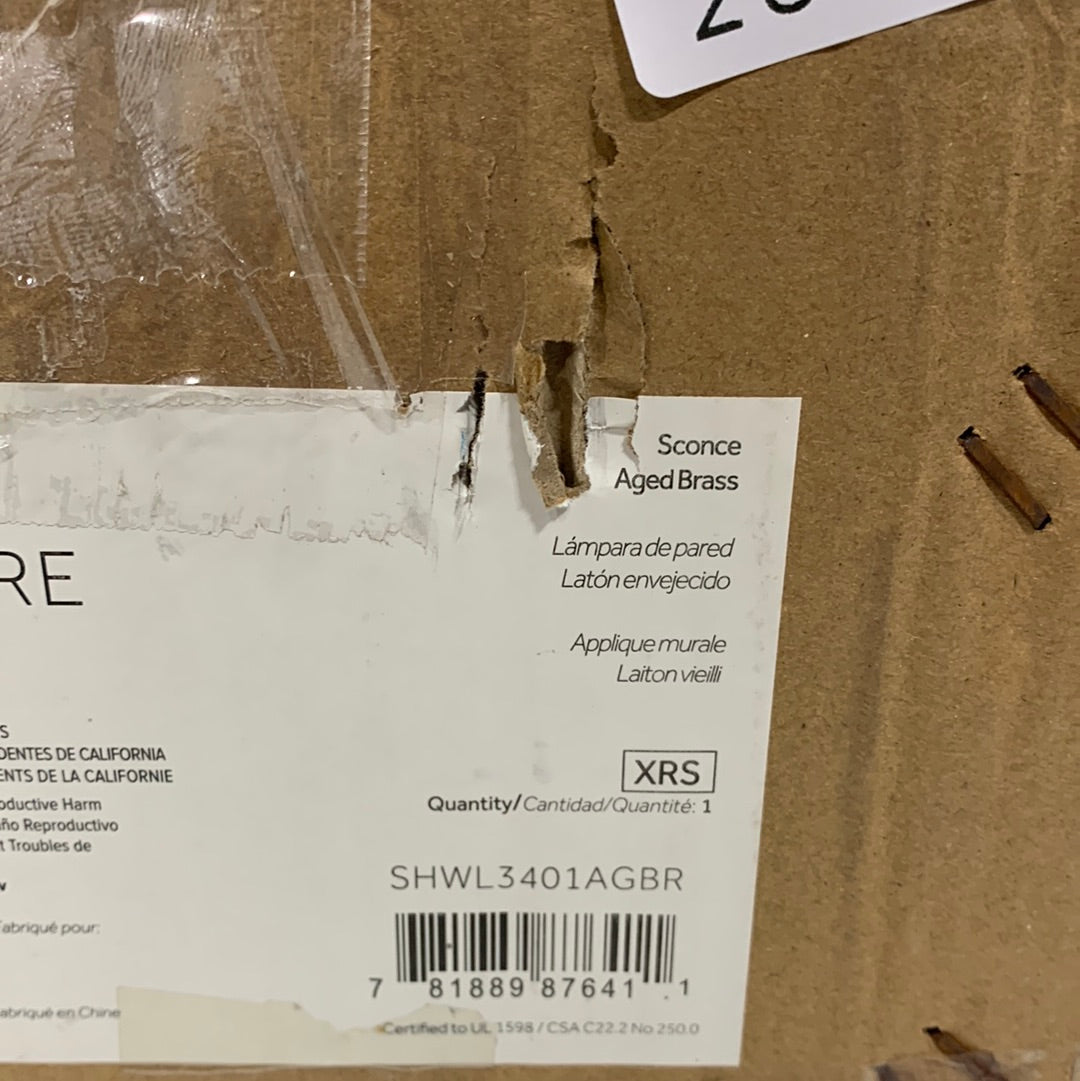 Sconce
Aged Brass
Lámpara de pared
Latón envejecido
RE
Applique murale
Laiton vieilli
DENTES DE CALIFORNIA
ENTS DE LA CALIFORNIE
XRS
oductive Harm
Quantity/Cantidad/Quantité: 1
ño Reproductivo
t Troubles de
SHWL3401AGBR
abriqué pour:
7 81889 87641 1
abriqué en Chine
Certified to UL 1598 / CSA C22.2 No 250.0